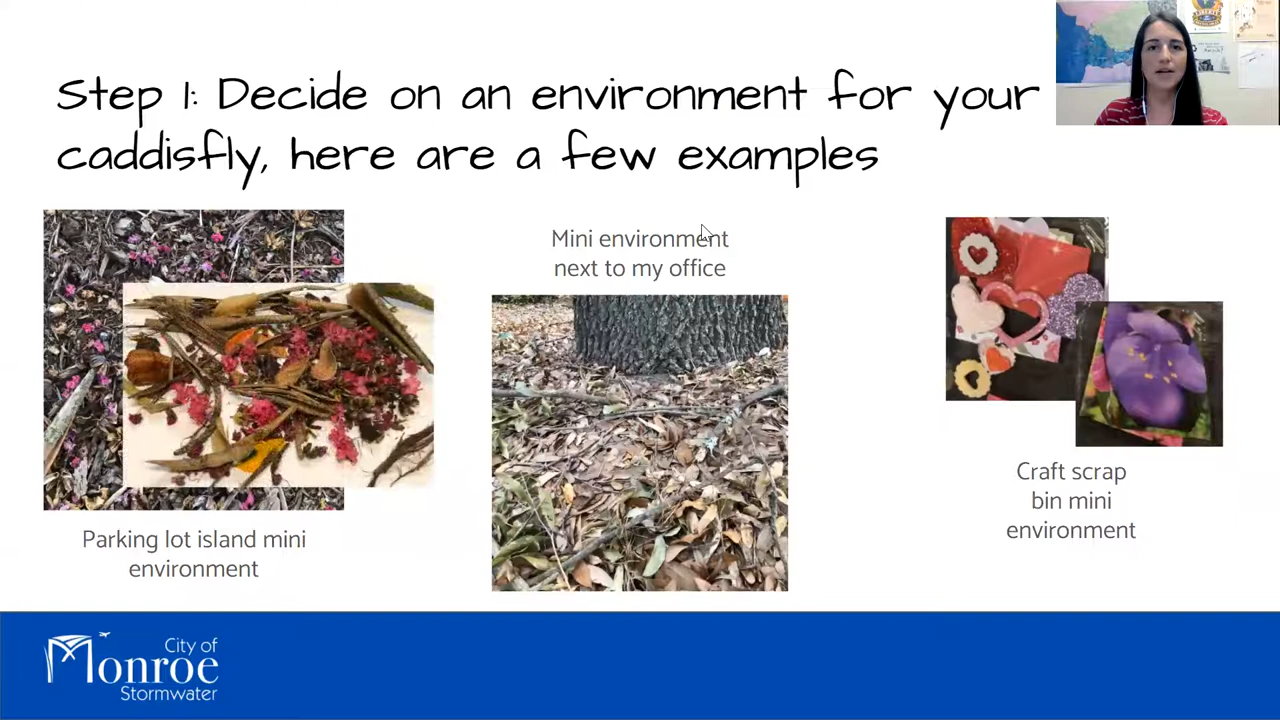 Step 1: Decide on an environment for your
caddisfly, here are a few examples
Mini environment
next to my office
Parking lot island mini
environment
Craft scrap
bin mini
environment
City of
Monroe
Stormwater